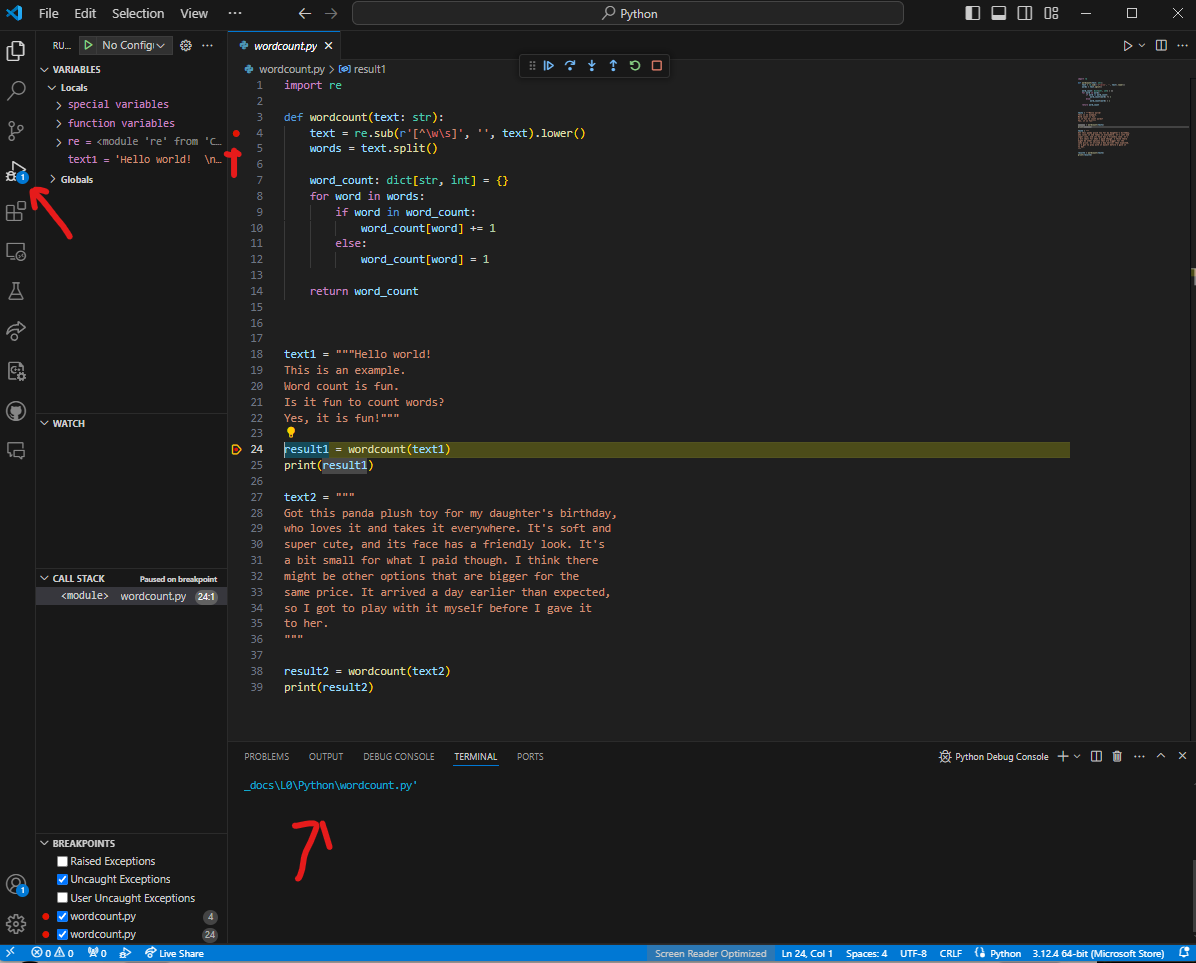 File Edit Selection View ··· Python
RU... No Config ···
wordcount.py
wordcount.py > result1
VARIABLES
Locals
special variables
function variables
re = <module 're' from 'C...
text1 = 'Hello world!  \n...
Globals
WATCH
CALL STACK Paused on breakpoint
<module> wordcount.py 24:1
BREAKPOINTS
Raised Exceptions
Uncaught Exceptions
User Uncaught Exceptions
wordcount.py 4
wordcount.py 24
1 import re
2
3 def wordcount(text: str):
4     text = re.sub(r'[^\w\s]', '', text).lower()
5     words = text.split()
6
7     word_count: dict[str, int] = {}
8     for word in words:
9         if word in word_count:
10             word_count[word] += 1
11         else:
12             word_count[word] = 1
13
14     return word_count
15
16
17
18 text1 = """Hello world!
19 This is an example.
20 Word count is fun.
21 Is it fun to count words?
22 Yes, it is fun!"""
23
24 result1 = wordcount(text1)
25 print(result1)
26
27 text2 = """
28 Got this panda plush toy for my daughter's birthday,
29 who loves it and takes it everywhere. It's soft and
30 super cute, and its face has a friendly look. It's
31 a bit small for what I paid though. I think there
32 might be other options that are bigger for the
33 same price. It arrived a day earlier than expected,
34 so I got to play with it myself before I gave it
35 to her.
36 """
37
38 result2 = wordcount(text2)
39 print(result2)
PROBLEMS OUTPUT DEBUG CONSOLE TERMINAL PORTS Python Debug Console
_docs\L0\Python\wordcount.py'
1
1
0 0 0 Live Share Screen Reader Optimized Ln 24, Col 1 Spaces: 4 UTF-8 CRLF Python 3.12.4 64-bit (Microsoft Store)